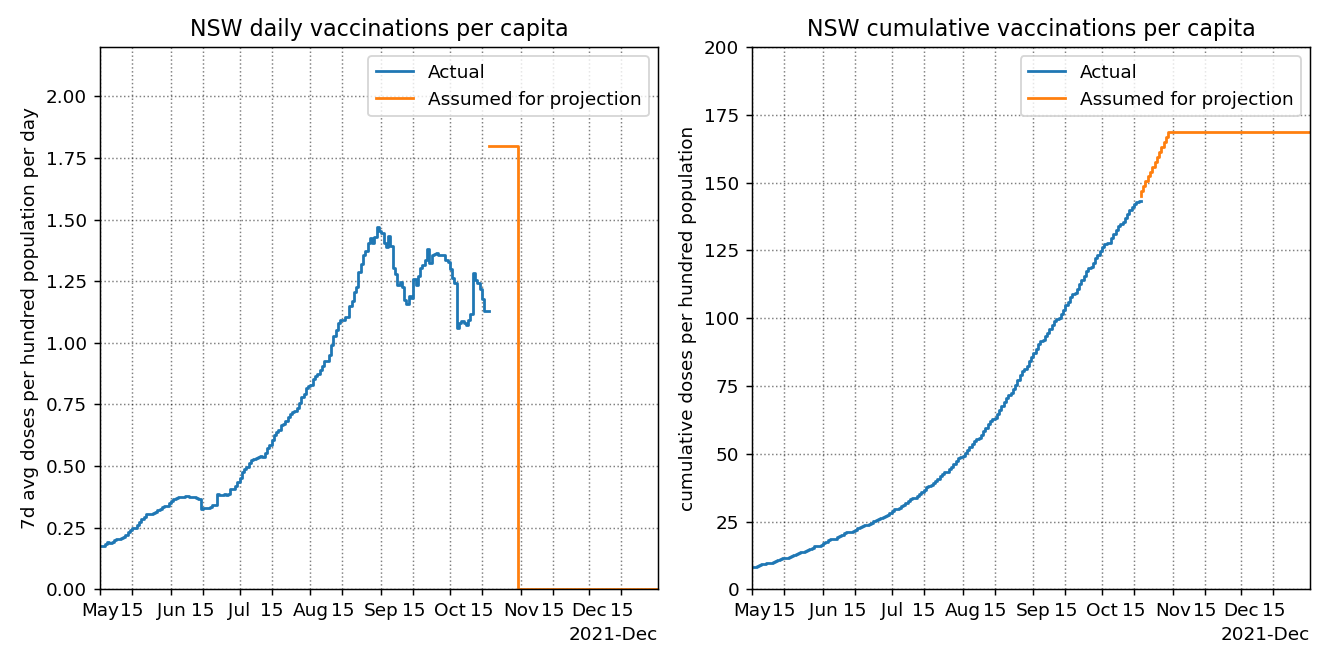 NSW daily vaccinations per capita
7d avg doses per hundred population per day
2.00
1.75
1.50
1.25
1.00
0.75
0.50
0.25
0.00
Actual
Assumed for projection
May 15 Jun 15 Jul 15 Aug 15 Sep 15 Oct 15 Nov 15 Dec 15
2021-Dec
NSW cumulative vaccinations per capita
cumulative doses per hundred population
200
175
150
125
100
75
50
25
0
Actual
Assumed for projection
May 15 Jun 15 Jul 15 Aug 15 Sep 15 Oct 15 Nov 15 Dec 15
2021-Dec